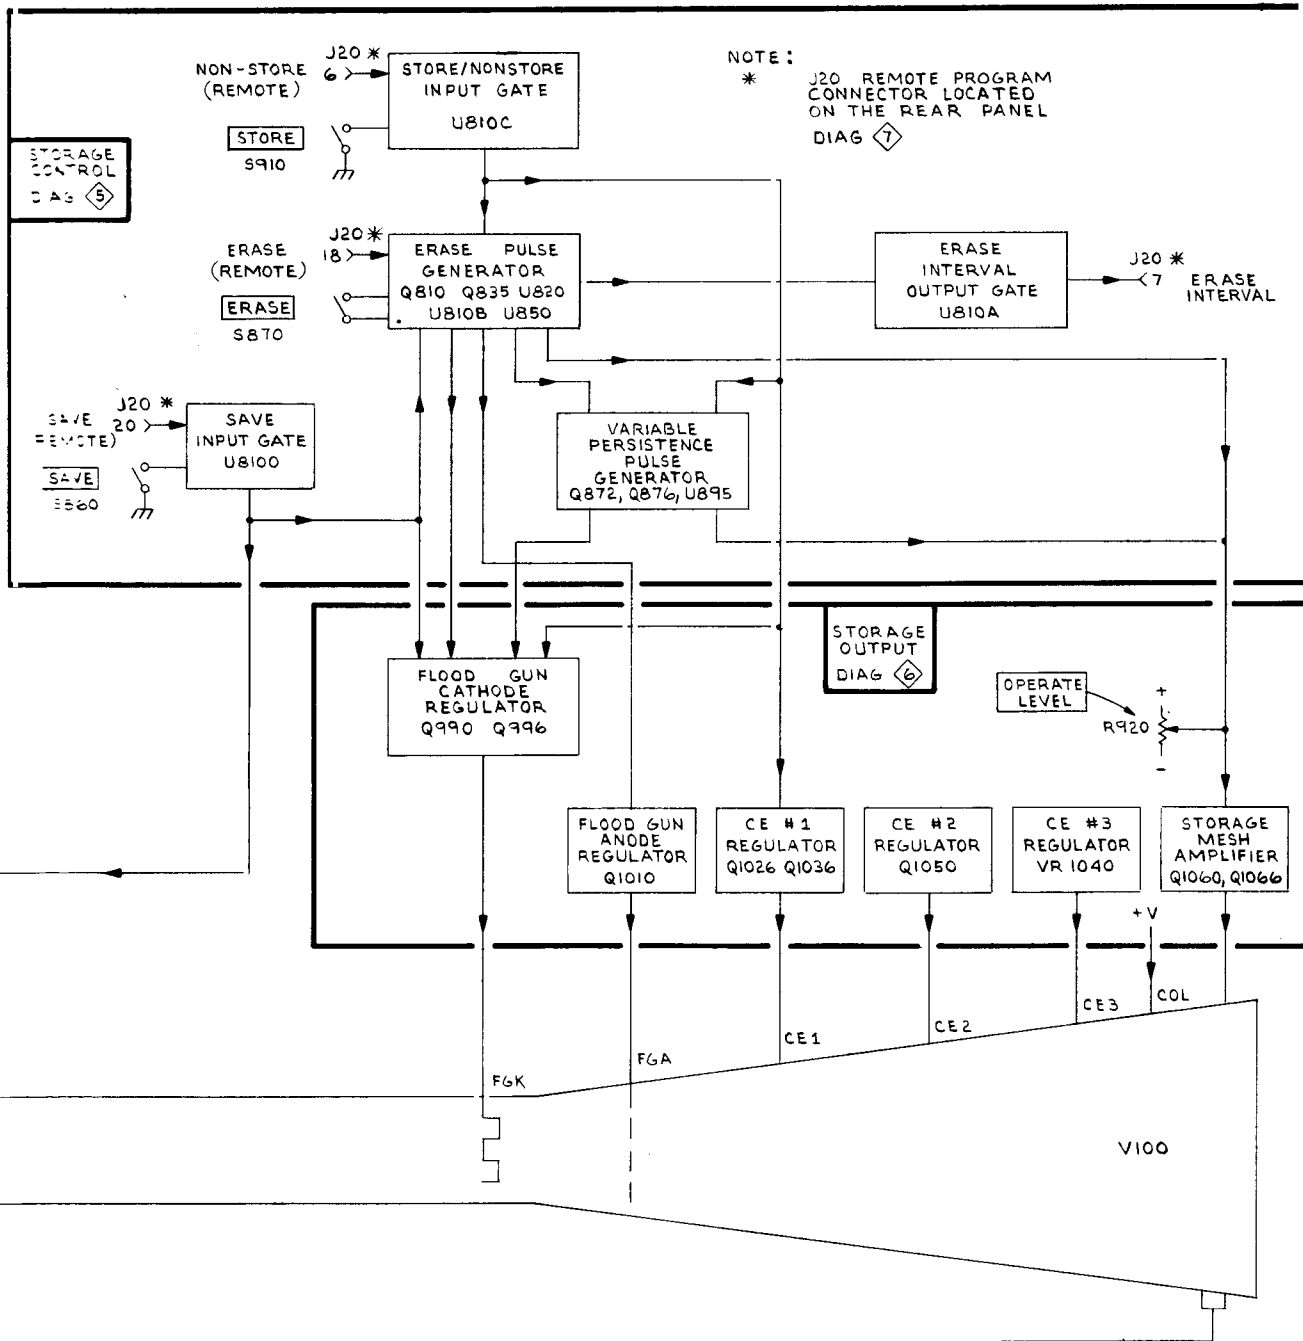 J20 *
NON-STORE 6
(REMOTE)
STORE/NONSTORE
INPUT GATE
U810C
STORE
S910
NOTE:
*
J20 REMOTE PROGRAM
CONNECTOR LOCATED
ON THE REAR PANEL
DIAG 7
STORAGE
CONTROL
5
J20 *
ERASE 18
(REMOTE)
ERASE
S870
ERASE PULSE
GENERATOR
Q810 Q835 U820
U810B U850
ERASE
INTERVAL
OUTPUT GATE
U810A
J20 *
7 ERASE
INTERVAL
J20 *
SAVE 20
SAVE
SAVE
INPUT GATE
U810D
VARIABLE
PERSISTENCE
PULSE
GENERATOR
Q872, Q876, U895
STORAGE
OUTPUT
DIAG 6
FLOOD GUN
CATHODE
REGULATOR
Q990 Q996
OPERATE
LEVEL
R920
+
-
FLOOD GUN
ANODE
REGULATOR
Q1010
CE #1
REGULATOR
Q1026 Q1036
CE #2
REGULATOR
Q1050
CE #3
REGULATOR
VR 1040
STORAGE
MESH
AMPLIFIER
Q1060, Q1066
+V
FGK
FGA
CE1
CE2
CE3
COL
V100